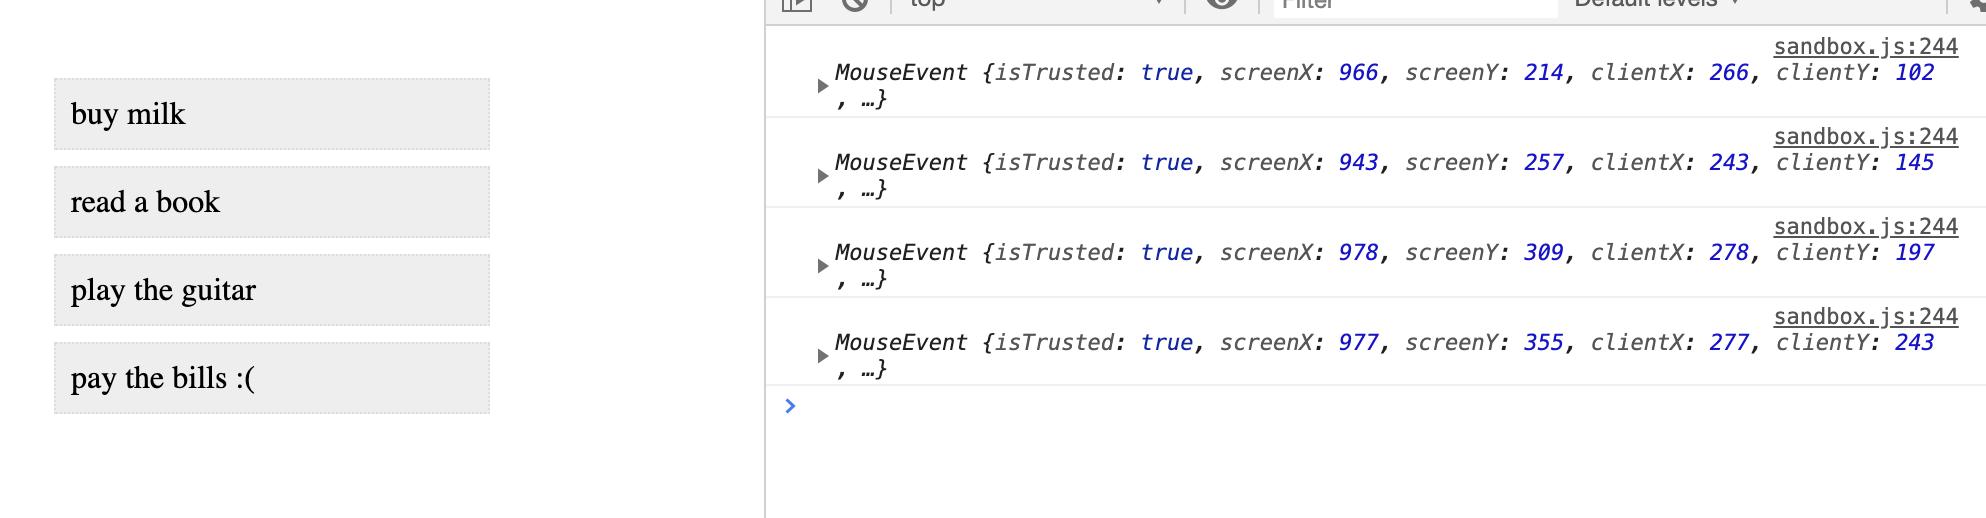 buy milk
read a book
play the guitar
pay the bills :(
top
Filter
Default levels
sandbox.js:244
MouseEvent {isTrusted: true, screenX: 966, screenY: 214, clientX: 266, clientY: 102
, …}
sandbox.js:244
MouseEvent {isTrusted: true, screenX: 943, screenY: 257, clientX: 243, clientY: 145
, …}
sandbox.js:244
MouseEvent {isTrusted: true, screenX: 978, screenY: 309, clientX: 278, clientY: 197
, …}
sandbox.js:244
MouseEvent {isTrusted: true, screenX: 977, screenY: 355, clientX: 277, clientY: 243
, …}